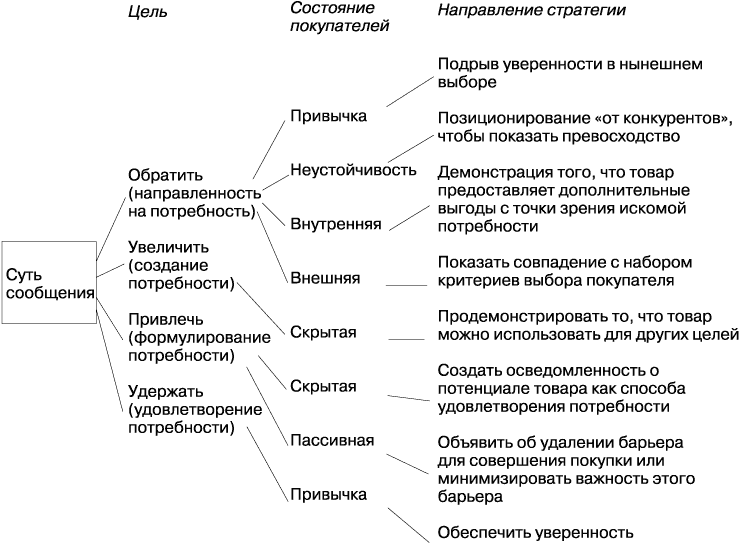 Цель
Состояние
покупателей
Направление стратегии
Суть
сообщения
Обратить
(направленность
на потребность)
Увеличить
(создание
потребности)
Привлечь
(формулирование
потребности)
Удержать
(удовлетворение
потребности)
Привычка
Неустойчивость
Внутренняя
Внешняя
Скрытая
Скрытая
Пассивная
Привычка
Подрыв уверенности в нынешнем
выборе
Позиционирование «от конкурентов»,
чтобы показать превосходство
Демонстрация того, что товар
предоставляет дополнительные
выгоды с точки зрения искомой
потребности
Показать совпадение с набором
критериев выбора покупателя
Продемонстрировать то, что товар
можно использовать для других целей
Создать осведомленность о
потенциале товара как способа
удовлетворения потребности
Объявить об удалении барьера
для совершения покупки или
минимизировать важность этого
барьера
Обеспечить уверенность